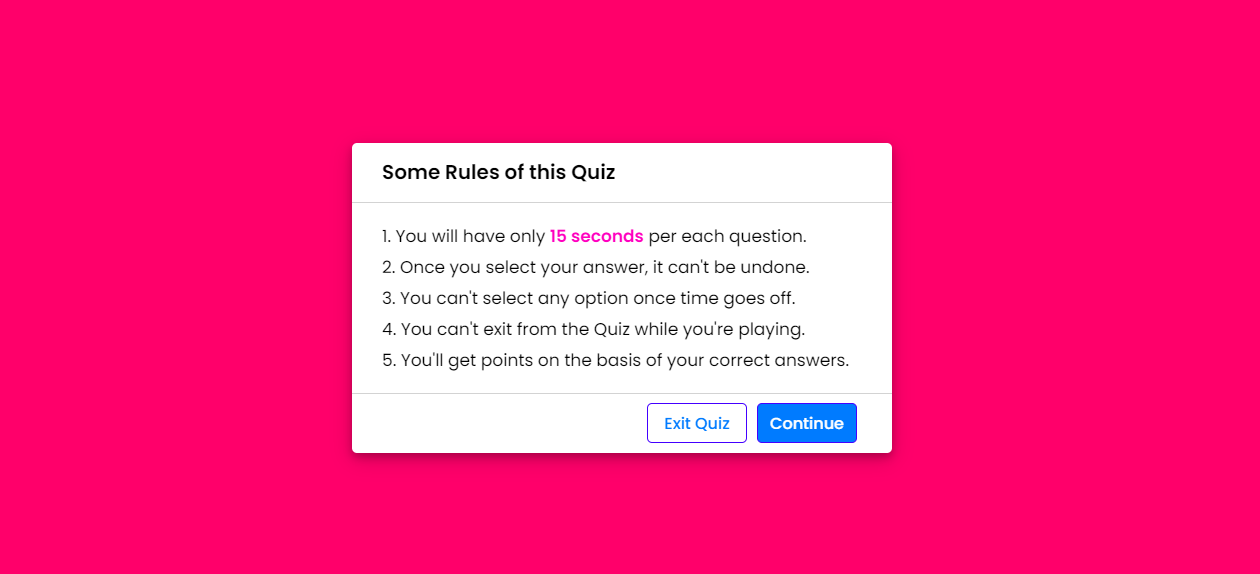 Some Rules of this Quiz
1. You will have only 15 seconds per each question.
2. Once you select your answer, it can't be undone.
3. You can't select any option once time goes off.
4. You can't exit from the Quiz while you're playing.
5. You'll get points on the basis of your correct answers.
Exit Quiz Continue